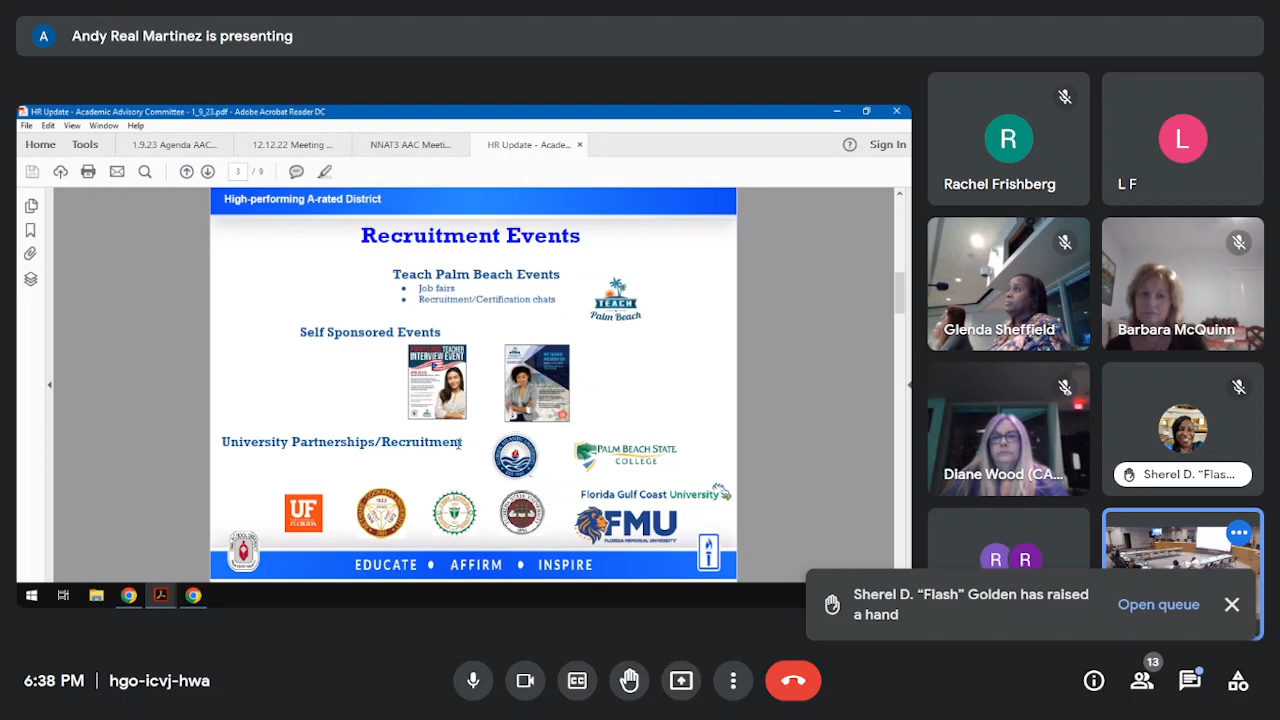 A
Andy Real Martinez is presenting
HR Update - Academic Advisory Committee - 1_9_23.pdf - Adobe Acrobat Reader DC
File Edit View Window Help
Home Tools 1.9.23 Agenda AAC... 12.12.22 Meeting ... NNAT3 AAC Meeti... HR Update - Acade... × Sign In
3 / 9
High-performing A-rated District
Recruitment Events
Teach Palm Beach Events
• Job fairs
• Recruitment/Certification chats
TEACH
Palm Beach
Self Sponsored Events
TEACHER
INTERVIEW EVENT
University Partnerships/Recruitment
PALM BEACH STATE
COLLEGE
Florida Gulf Coast University
UF
FLORIDA
FMU
FLORIDA MEMORIAL UNIVERSITY
EDUCATE • AFFIRM • INSPIRE
R
Rachel Frishberg
L
L F
Glenda Sheffield
Barbara McQuinn
Diane Wood (CA...
Sherel D. “Flas...
R R
Sherel D. “Flash” Golden has raised
a hand
Open queue
6:38 PM | hgo-icvj-hwa
13